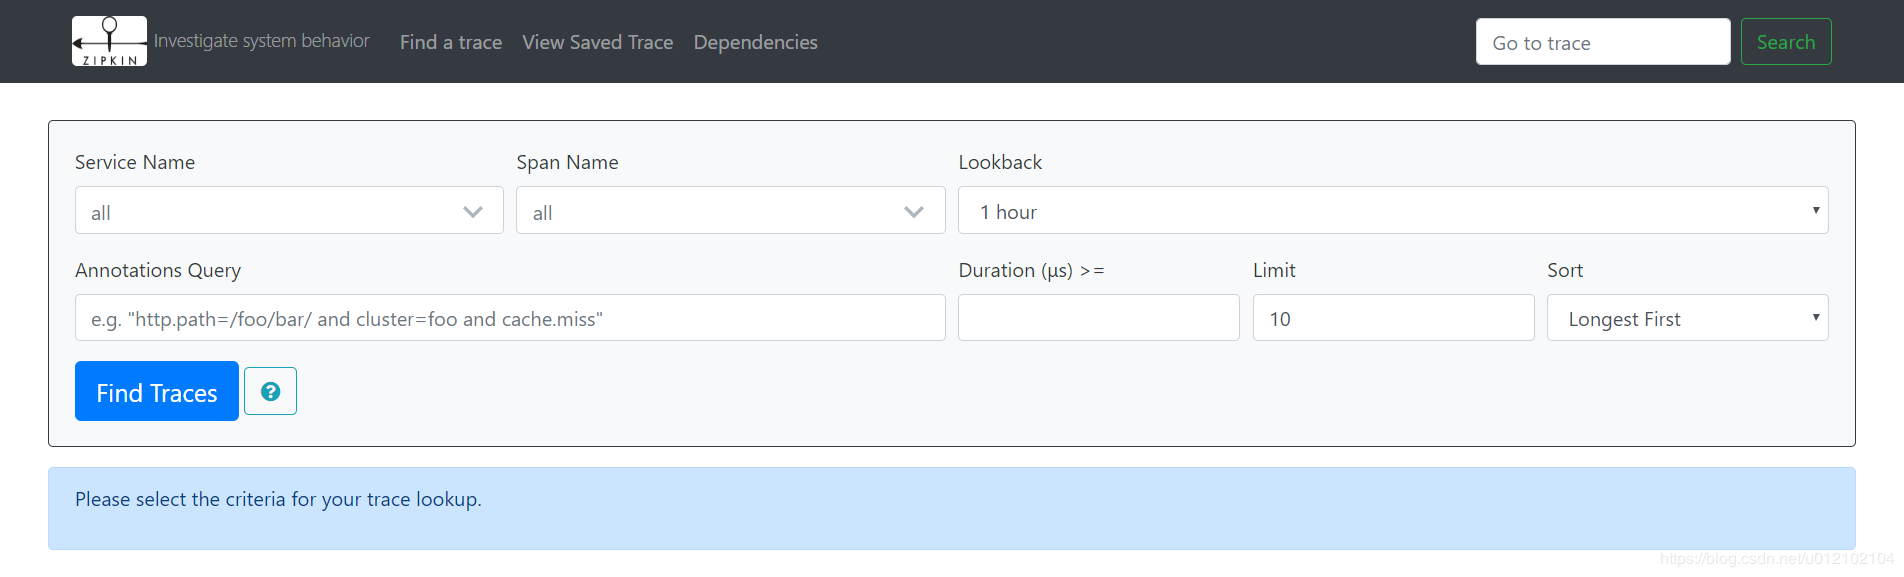 ZIPKIN Investigate system behavior Find a trace View Saved Trace Dependencies Go to trace Search
Service Name Span Name Lookback
all all 1 hour
Annotations Query Duration (µs) >= Limit Sort
e.g. "http.path=/foo/bar/ and cluster=foo and cache.miss" 10 Longest First
Find Traces ?
Please select the criteria for your trace lookup.
https://blog.csdn.net/u012102104